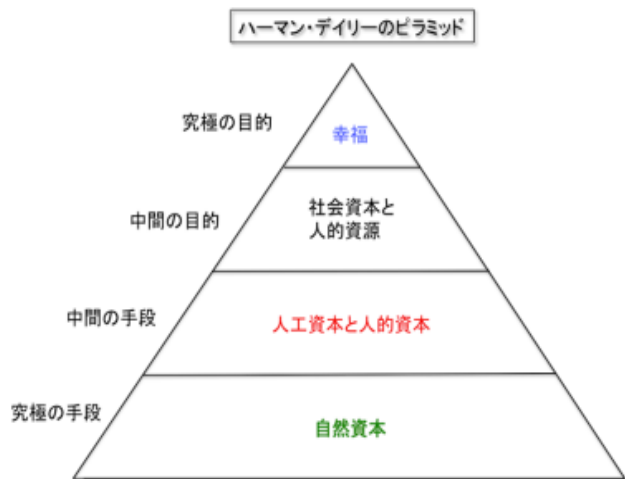 ハーマン・デイリーのピラミッド
究極の目的
幸福
中間の目的
社会資本と
人的資源
中間の手段
人工資本と人的資本
究極の手段
自然資本